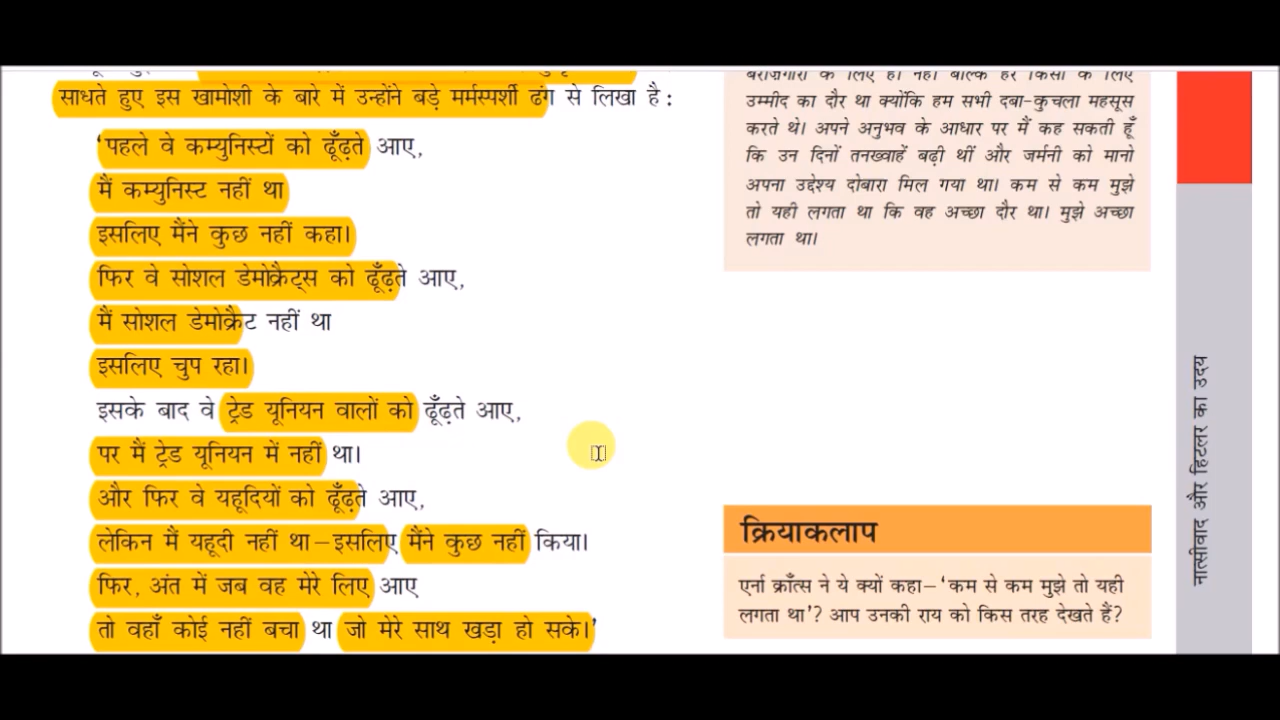 साधते हुए इस खामोशी के बारे में उन्होंने बड़े मर्मस्पर्शी ढंग से लिखा है :
‘पहले वे कम्युनिस्टों को ढूँढ़ते आए,
मैं कम्युनिस्ट नहीं था
इसलिए मैंने कुछ नहीं कहा।
फिर वे सोशल डेमोक्रैट्स को ढूँढ़ते आए,
मैं सोशल डेमोक्रैट नहीं था
इसलिए चुप रहा।
इसके बाद वे ट्रेड यूनियन वालों को ढूँढ़ते आए,
पर मैं ट्रेड यूनियन में नहीं था।
और फिर वे यहूदियों को ढूँढ़ते आए,
लेकिन मैं यहूदी नहीं था – इसलिए मैंने कुछ नहीं किया।
फिर, अंत में जब वह मेरे लिए आए
तो वहाँ कोई नहीं बचा था जो मेरे साथ खड़ा हो सके।’
के लिए ही नहीं बल्कि हर किसी के लिए
उम्मीद का दौर था क्योंकि हम सभी दबा-कुचला महसूस
करते थे। अपने अनुभव के आधार पर मैं कह सकती हूँ
कि उन दिनों तनख्वाहें बढ़ी थीं और जर्मनी को मानो
अपना उद्देश्य दोबारा मिल गया था। कम से कम मुझे
तो यही लगता था कि वह अच्छा दौर था। मुझे अच्छा
लगता था।
क्रियाकलाप
एर्ना क्राँत्स ने ये क्यों कहा – ‘कम से कम मुझे तो यही
लगता था’? आप उनकी राय को किस तरह देखते हैं?
नात्सीवाद और हिटलर का उदय